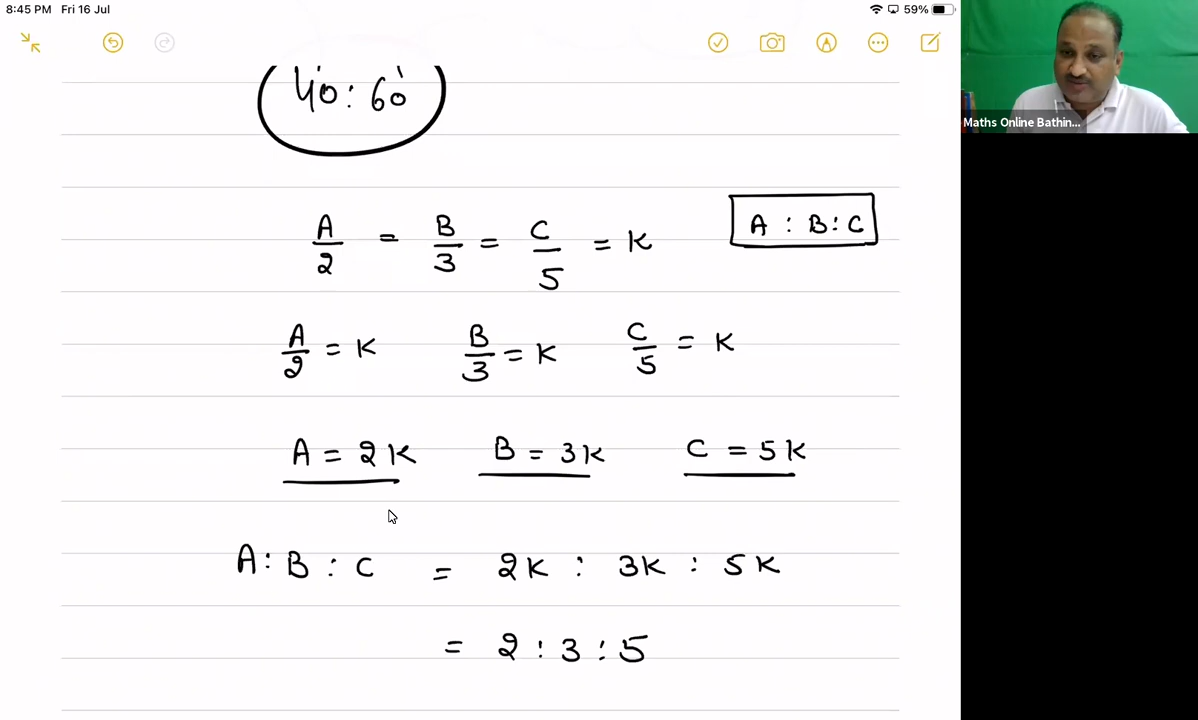 8:45 PM Fri 16 Jul 59%
40 : 60
A/2 = B/3 = C/5 = K A : B : C
A/2 = K B/3 = K C/5 = K
A = 2K B = 3K C = 5K
A : B : C = 2K : 3K : 5K
= 2 : 3 : 5
Maths Online Bathin...